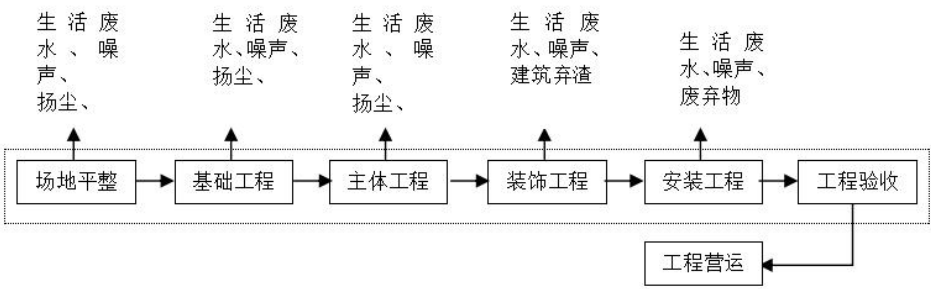 生活废
水、噪
声、
扬尘、
生活废
水、噪声、
扬尘、
生活废
水、噪
声、
扬尘、
生活废
水、噪声、
建筑弃渣
生活废
水、噪声、
废弃物
场地平整
基础工程
主体工程
装饰工程
安装工程
工程验收
工程营运